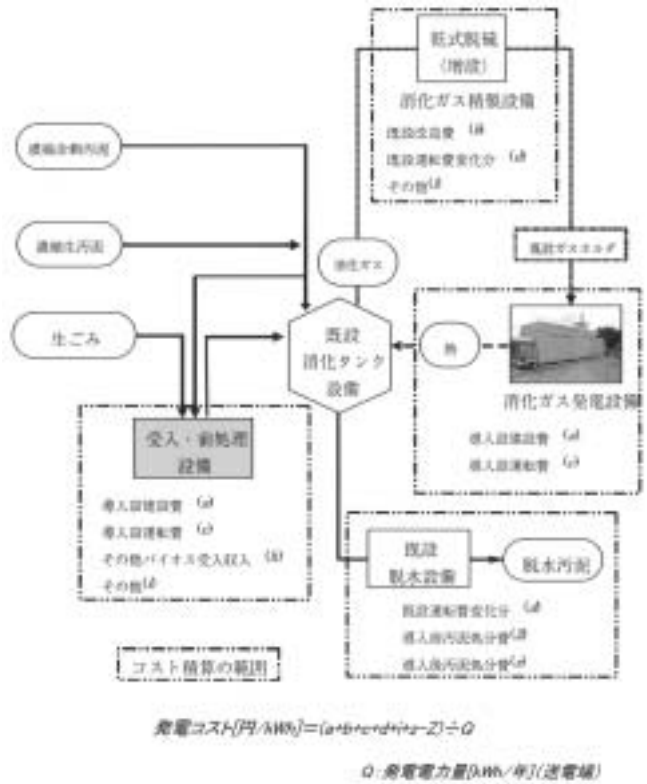 乾式脱硫
(増設)
消化ガス精製設備
既設改造費
既設運転費変化分 (d)
その他
濃縮余剰汚泥
濃縮生汚泥
生ごみ
消化ガス
既設ガスホルダ
既設
消化タンク
設備
熱
消化ガス発電設備
導入設建設費 (a)
導入設運転費 (c)
受入・前処理
設備
導入設建設費 (a)
導入設運転費 (c)
その他バイオマス受入収入
その他
既設
脱水設備
脱水汚泥
既設運転費変化分 (d)
導入前汚泥処分費
導入後汚泥処分費
コスト積算の範囲
発電コスト[円/kWh]=(a+b+c+d+i+z-Z)÷Q
Q:発電電力量[kWh/年](送電端)